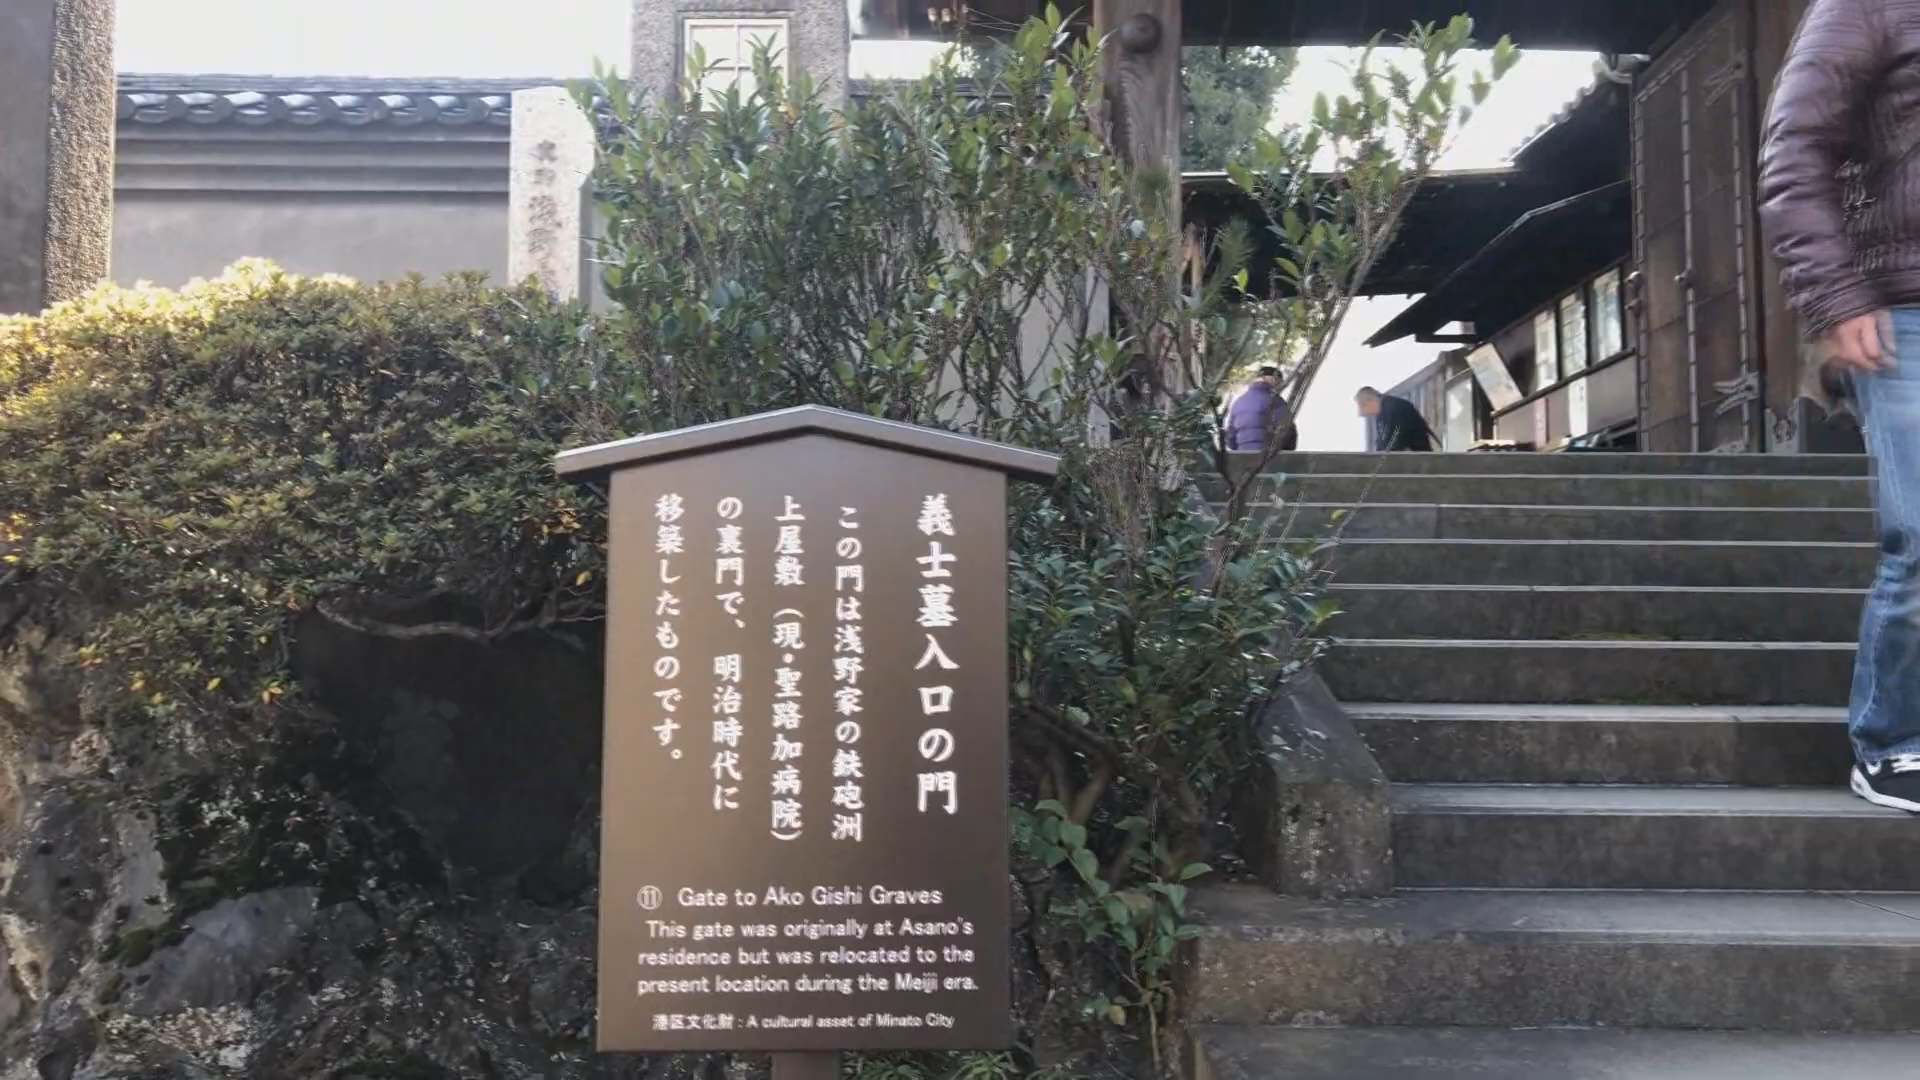 義士墓入口の門
この門は浅野家の鉄砲洲
上屋敷（現・聖路加病院）
の裏門で、明治時代に
移築したものです。
⑪ Gate to Ako Gishi Graves
This gate was originally at Asano's
residence but was relocated to the
present location during the Meiji era.
港区文化財 : A cultural asset of Minato City